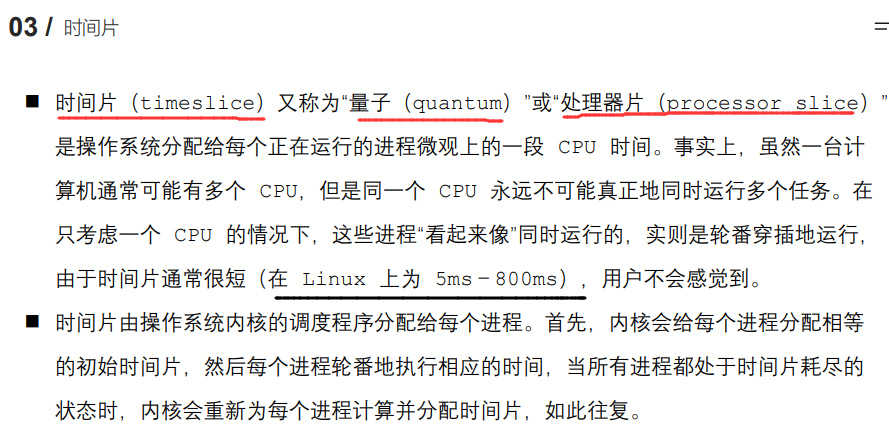 03 / 时间片
■ 时间片（timeslice）又称为“量子（quantum）”或“处理器片（processor slice）”
是操作系统分配给每个正在运行的进程微观上的一段 CPU 时间。事实上，虽然一台计
算机通常可能有多个 CPU，但是同一个 CPU 永远不可能真正地同时运行多个任务。在
只考虑一个 CPU 的情况下，这些进程“看起来像”同时运行的，实则是轮番穿插地运行，
由于时间片通常很短（在 Linux 上为 5ms－800ms），用户不会感觉到。
■ 时间片由操作系统内核的调度程序分配给每个进程。首先，内核会给每个进程分配相等
的初始时间片，然后每个进程轮番地执行相应的时间，当所有进程都处于时间片耗尽的
状态时，内核会重新为每个进程计算并分配时间片，如此往复。